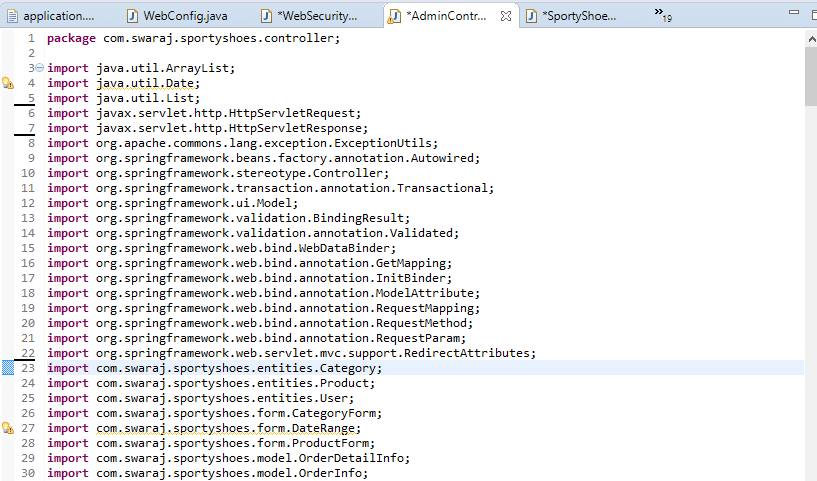 application.... WebConfig.java *WebSecurity... *AdminContr... *SportyShoe... »19
1 package com.swaraj.sportyshoes.controller;
2
3 import java.util.ArrayList;
4 import java.util.Date;
5 import java.util.List;
6 import javax.servlet.http.HttpServletRequest;
7 import javax.servlet.http.HttpServletResponse;
8 import org.apache.commons.lang.exception.ExceptionUtils;
9 import org.springframework.beans.factory.annotation.Autowired;
10 import org.springframework.stereotype.Controller;
11 import org.springframework.transaction.annotation.Transactional;
12 import org.springframework.ui.Model;
13 import org.springframework.validation.BindingResult;
14 import org.springframework.validation.annotation.Validated;
15 import org.springframework.web.bind.WebDataBinder;
16 import org.springframework.web.bind.annotation.GetMapping;
17 import org.springframework.web.bind.annotation.InitBinder;
18 import org.springframework.web.bind.annotation.ModelAttribute;
19 import org.springframework.web.bind.annotation.RequestMapping;
20 import org.springframework.web.bind.annotation.RequestMethod;
21 import org.springframework.web.bind.annotation.RequestParam;
22 import org.springframework.web.servlet.mvc.support.RedirectAttributes;
23 import com.swaraj.sportyshoes.entities.Category;
24 import com.swaraj.sportyshoes.entities.Product;
25 import com.swaraj.sportyshoes.entities.User;
26 import com.swaraj.sportyshoes.form.CategoryForm;
27 import com.swaraj.sportyshoes.form.DateRange;
28 import com.swaraj.sportyshoes.form.ProductForm;
29 import com.swaraj.sportyshoes.model.OrderDetailInfo;
30 import com.swaraj.sportyshoes.model.OrderInfo;